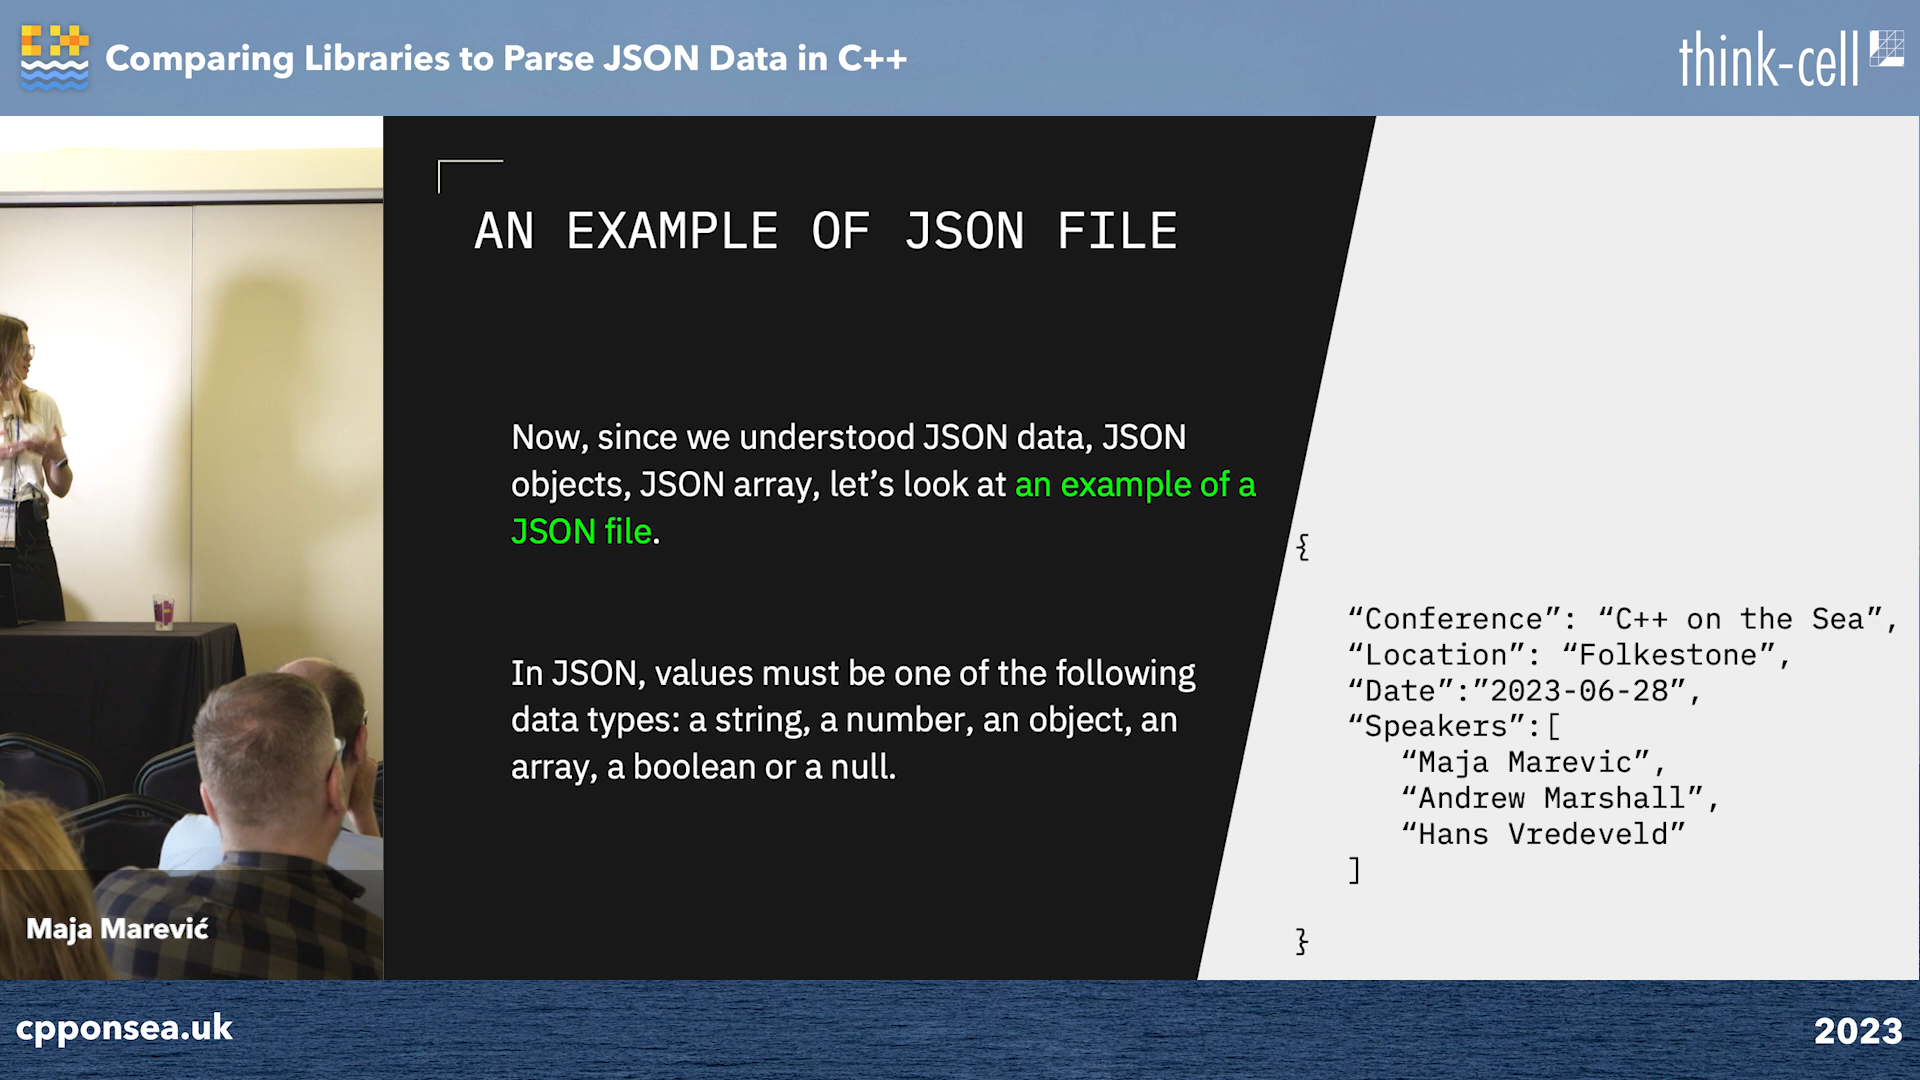 Comparing Libraries to Parse JSON Data in C++
think-cell
AN EXAMPLE OF JSON FILE
Now, since we understood JSON data, JSON
objects, JSON array, let’s look at an example of a
JSON file.
In JSON, values must be one of the following
data types: a string, a number, an object, an
array, a boolean or a null.
{
“Conference”: “C++ on the Sea”,
“Location”: “Folkestone”,
“Date”:”2023-06-28”,
“Speakers”:[
“Maja Marevic”,
“Andrew Marshall”,
“Hans Vredeveld”
]
}
Maja Marević
cpponsea.uk
2023